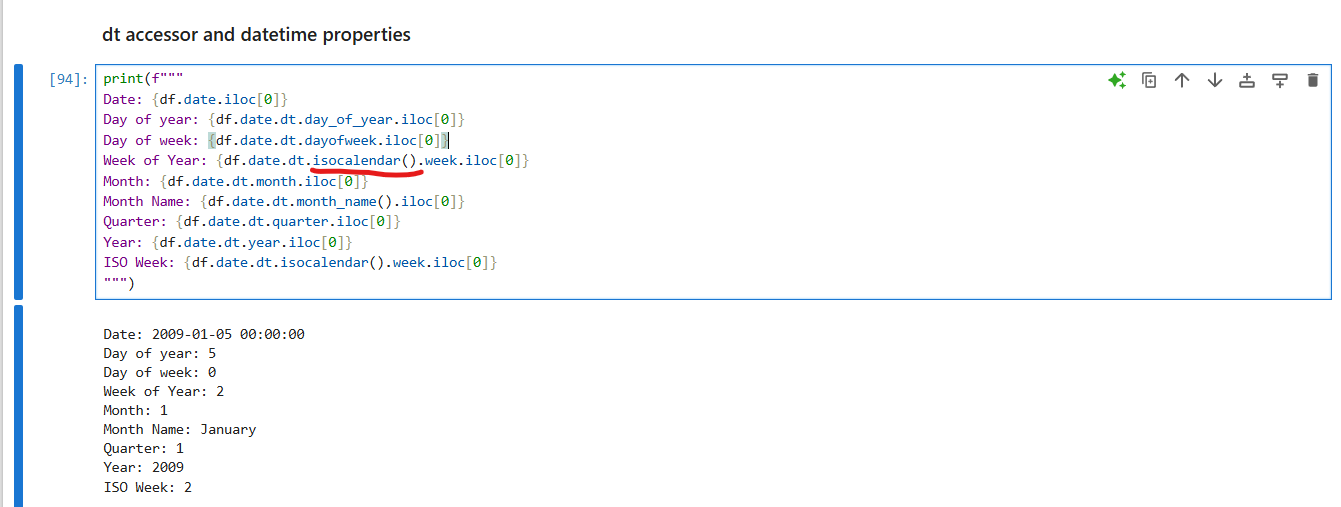 dt accessor and datetime properties
[94]:
print(f"""
Date: {df.date.iloc[0]}
Day of year: {df.date.dt.day_of_year.iloc[0]}
Day of week: {df.date.dt.dayofweek.iloc[0]}
Week of Year: {df.date.dt.isocalendar().week.iloc[0]}
Month: {df.date.dt.month.iloc[0]}
Month Name: {df.date.dt.month_name().iloc[0]}
Quarter: {df.date.dt.quarter.iloc[0]}
Year: {df.date.dt.year.iloc[0]}
ISO Week: {df.date.dt.isocalendar().week.iloc[0]}
""")
Date: 2009-01-05 00:00:00
Day of year: 5
Day of week: 0
Week of Year: 2
Month: 1
Month Name: January
Quarter: 1
Year: 2009
ISO Week: 2